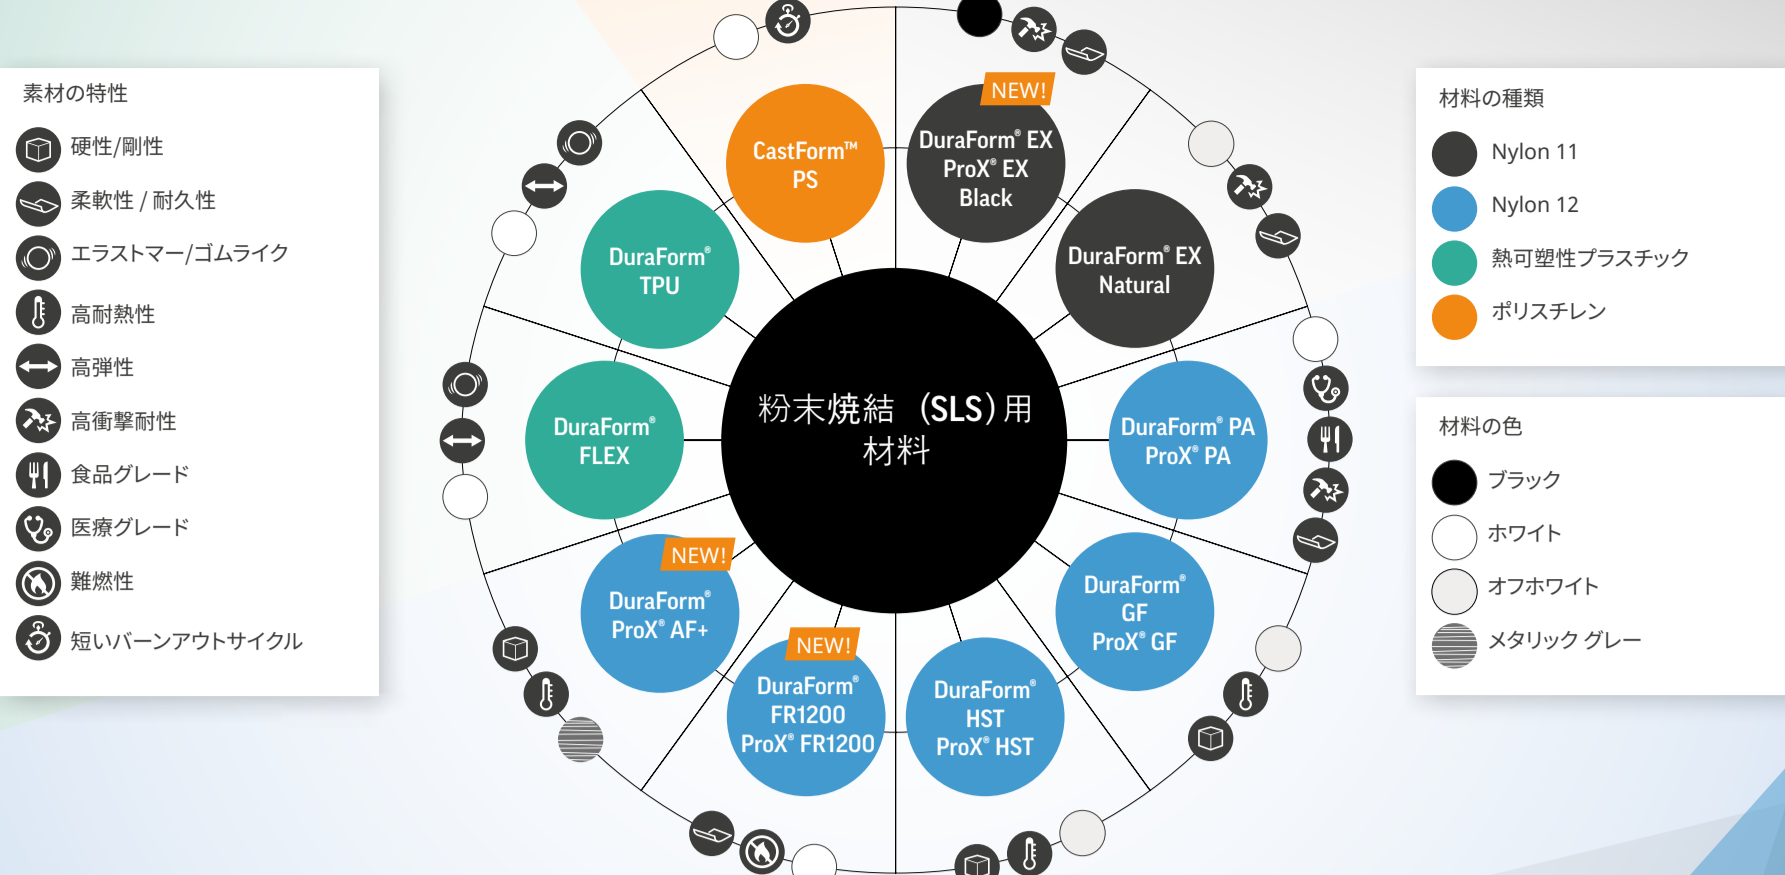 素材の特性
硬性/剛性
柔軟性 / 耐久性
エラストマー/ゴムライク
高耐熱性
高弾性
高衝撃耐性
食品グレード
医療グレード
難燃性
短いバーンアウトサイクル
CastForm™
PS
NEW!
DuraForm® EX
ProX® EX
Black
DuraForm® EX
Natural
DuraForm® PA
ProX® PA
DuraForm®
GF
ProX® GF
DuraForm®
HST
ProX® HST
NEW!
DuraForm®
FR1200
ProX® FR1200
NEW!
DuraForm®
ProX® AF+
DuraForm®
FLEX
DuraForm®
TPU
粉末焼結 (SLS)用
材料
材料の種類
Nylon 11
Nylon 12
熱可塑性プラスチック
ポリスチレン
材料の色
ブラック
ホワイト
オフホワイト
メタリック グレー